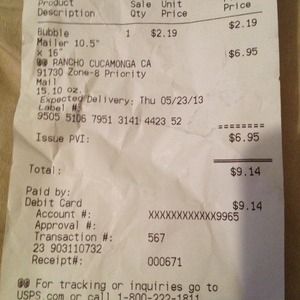 Product Sale Unit Final
Description Qty Price Price
$2.19
Bubble 1 $2.19
Mailer 10.5"
x 16"
$6.95
@@ RANCHO CUCAMONGA CA
91730 Zone-8 Priority
Mail
15.10 oz.
Expected Delivery: Thu 05/23/13
Label #:
9505 5106 7951 3141 4423 52
========
Issue PVI: $6.95
========
Total: $9.14
Paid by:
Debit Card $9.14
Account #: XXXXXXXXXXXX9965
Approval #:
Transaction #: 567
23 903110732
Receipt#: 000671
@@ For tracking or inquiries go to
USPS.com or call 1-800-222-1811